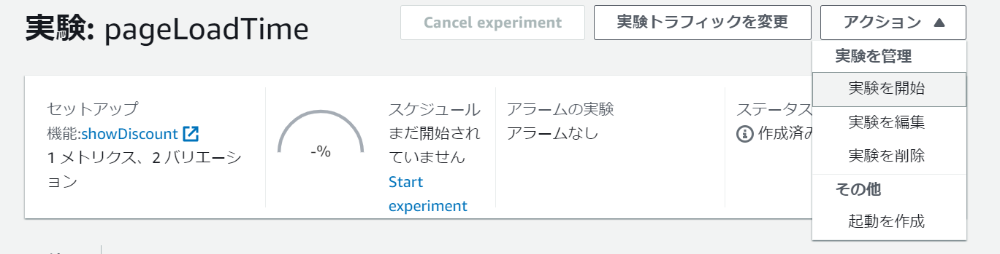 実験: pageLoadTime
Cancel experiment
実験トラフィックを変更
アクション
実験を管理
実験を開始
実験を編集
実験を削除
その他
起動を作成
セットアップ
機能:showDiscount
1 メトリクス、2 バリエーシ
ョン
-%
スケジュール
まだ開始され
ていません
Start
experiment
アラームの実験
アラームなし
ステータス
作成済み